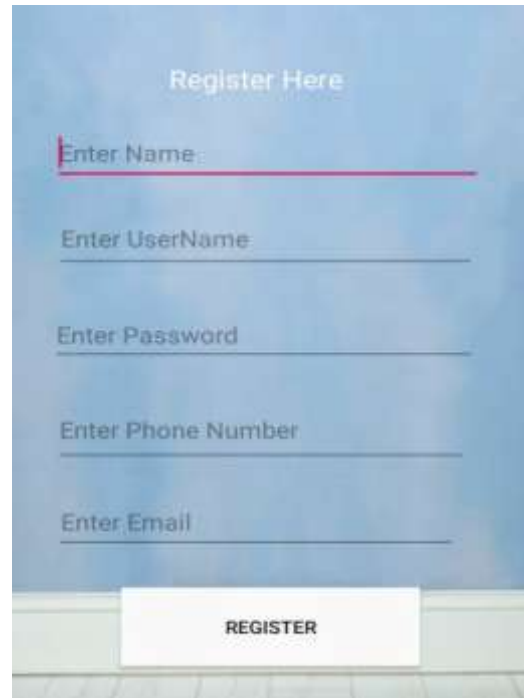 Register Here
Enter Name
Enter UserName
Enter Password
Enter Phone Number
Enter Email
REGISTER